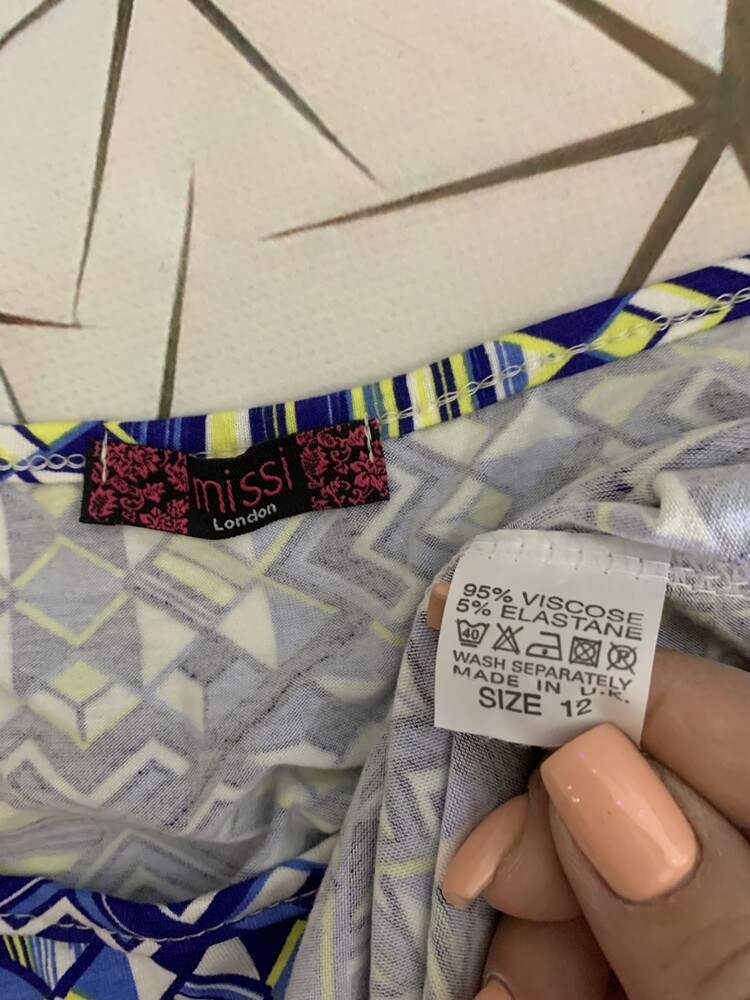 missi
London
95% VISCOSE
5% ELASTANE
40
WASH SEPARATELY
MADE IN U.K.
SIZE 12